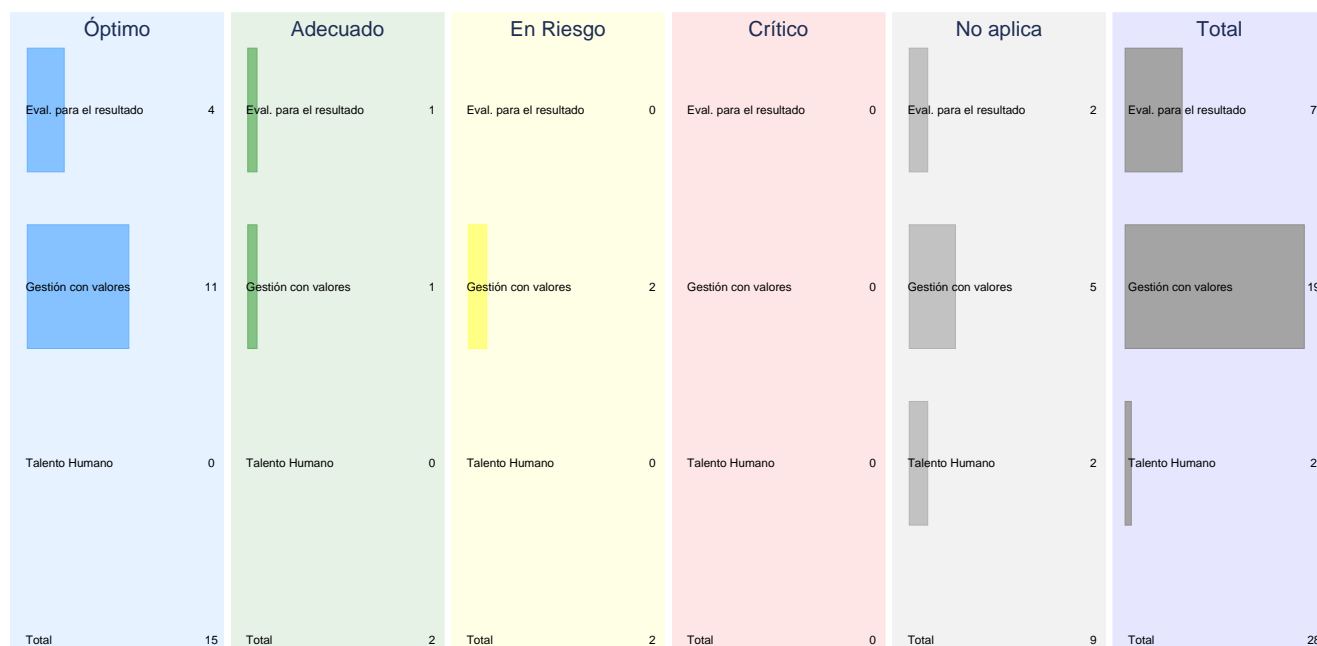 Óptimo Adecuado En Riesgo Crítico No aplica Total
Eval. para el resultado 4 Eval. para el resultado 1 Eval. para el resultado 0 Eval. para el resultado 0 Eval. para el resultado 2 Eval. para el resultado 7
Gestión con valores 11 Gestión con valores 1 Gestión con valores 2 Gestión con valores 0 Gestión con valores 5 Gestión con valores 19
Talento Humano 0 Talento Humano 0 Talento Humano 0 Talento Humano 0 Talento Humano 2 Talento Humano 2
Total 15 Total 2 Total 2 Total 0 Total 9 Total 28